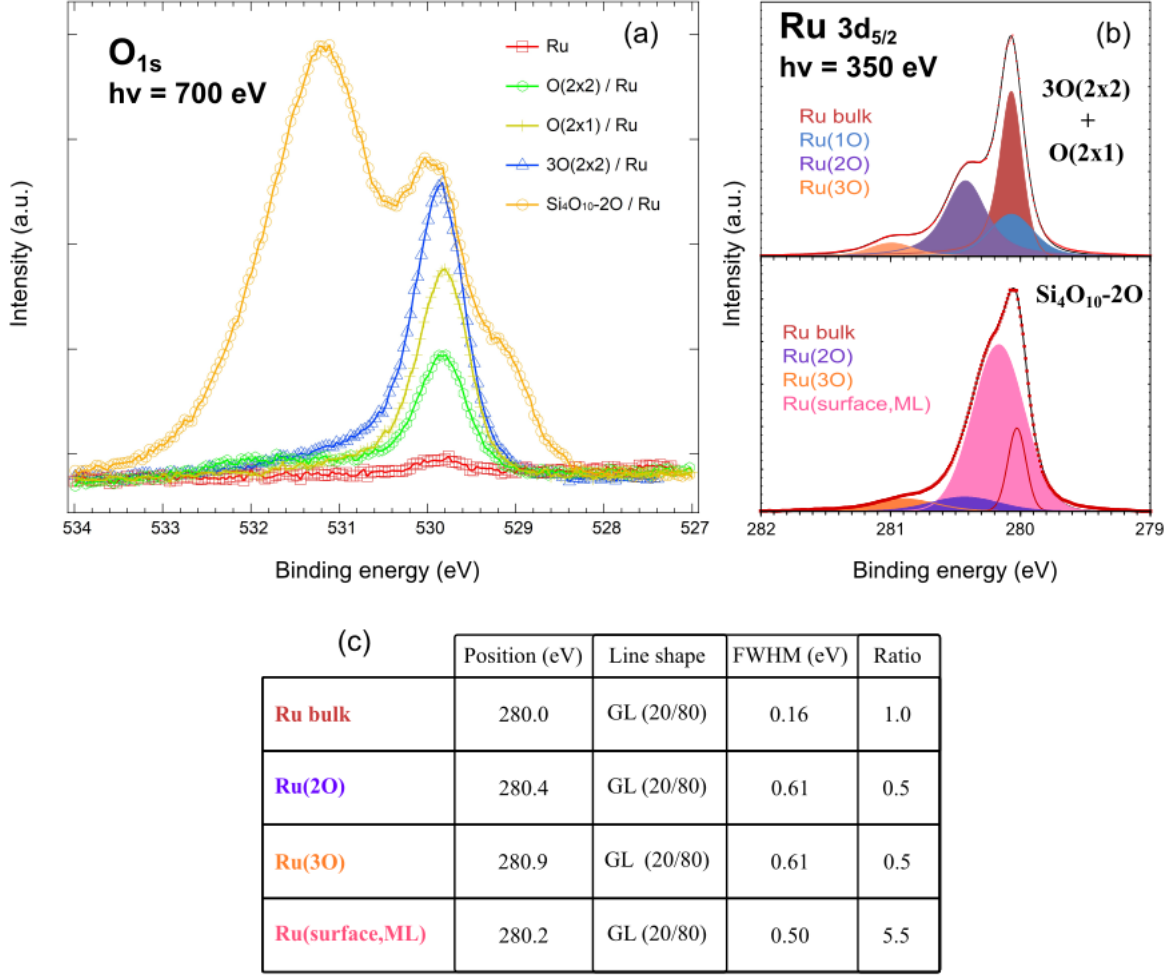 O1s
hν = 700 eV
(a)
Ru
O(2x2) / Ru
O(2x1) / Ru
3O(2x2) / Ru
Si₄O₁₀-2O / Ru
Intensity (a.u.)
534 533 532 531 530 529 528 527
Binding energy (eV)
Ru 3d5/2
hν = 350 eV
(b)
3O(2x2)
+
O(2x1)
Ru bulk
Ru(1O)
Ru(2O)
Ru(3O)
Intensity (a.u.)
Si₄O₁₀-2O
Ru bulk
Ru(2O)
Ru(3O)
Ru(surface,ML)
282 281 280 279
Binding energy (eV)
(c)
Position (eV) Line shape FWHM (eV) Ratio
Ru bulk 280.0 GL (20/80) 0.16 1.0
Ru(2O) 280.4 GL (20/80) 0.61 0.5
Ru(3O) 280.9 GL (20/80) 0.61 0.5
Ru(surface,ML) 280.2 GL (20/80) 0.50 5.5